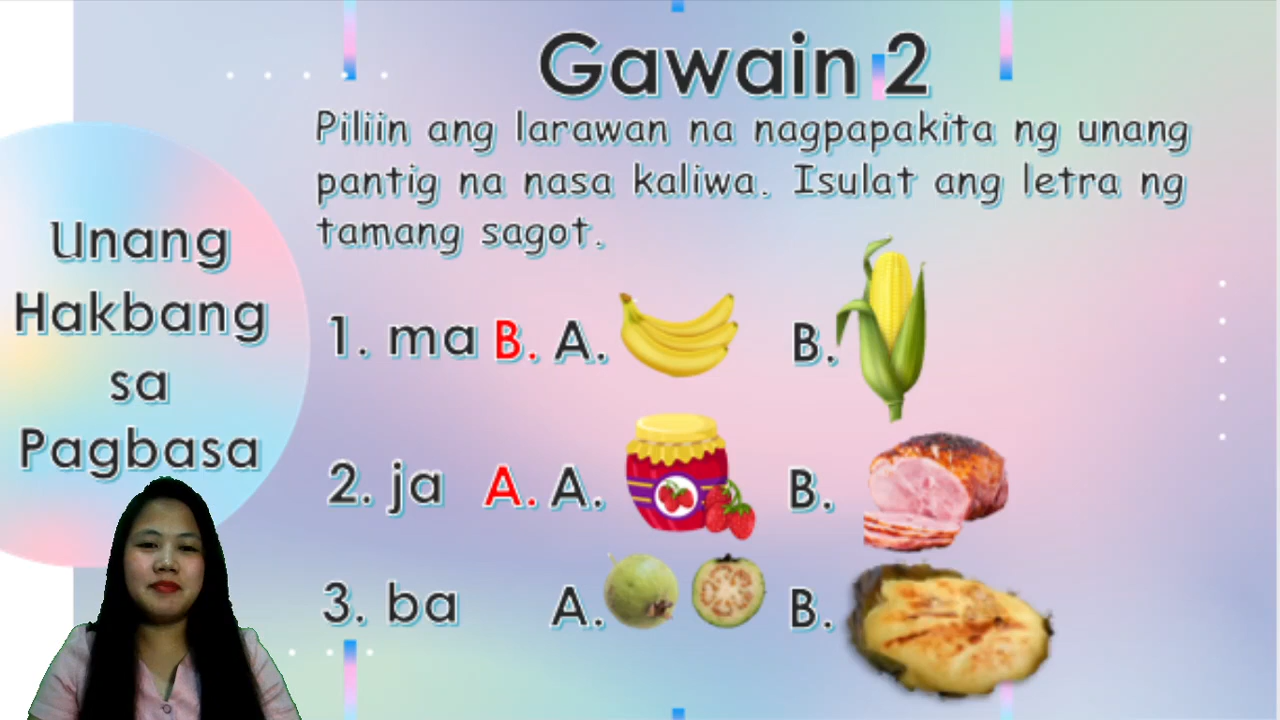 Gawain 2
Piliin ang larawan na nagpapakita ng unang
pantig na nasa kaliwa. Isulat ang letra ng
tamang sagot.
Unang
Hakbang
sa
Pagbasa
1. ma B. A. B.
2. ja A. A. B.
3. ba A. B.